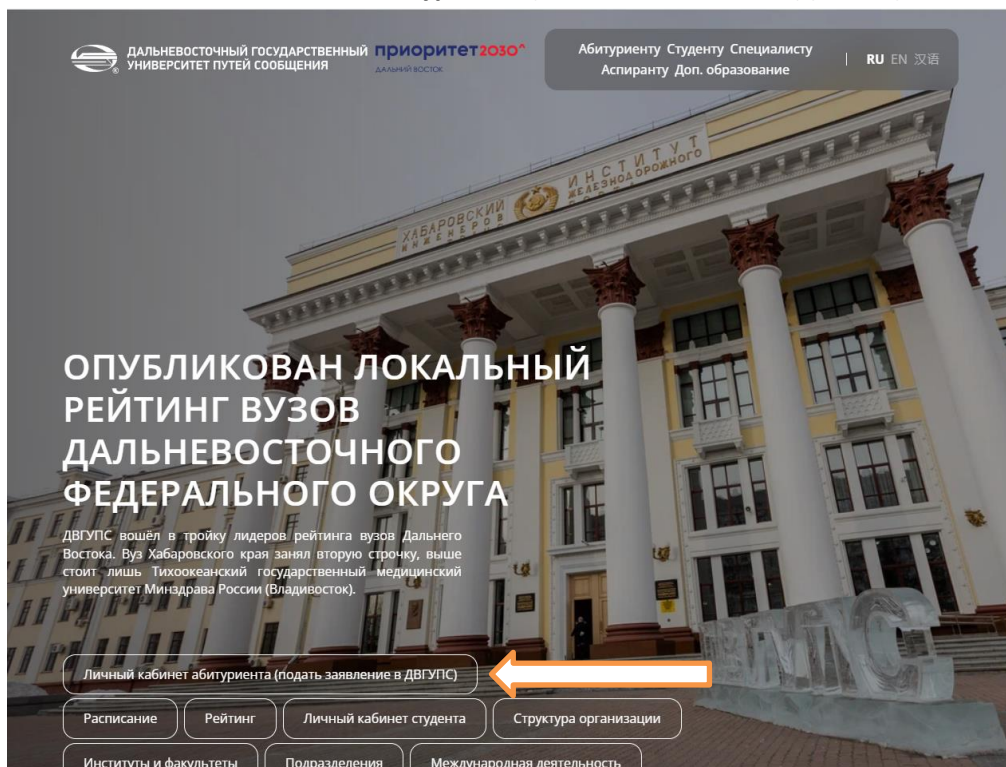 ДАЛЬНЕВОСТОЧНЫЙ ГОСУДАРСТВЕННЫЙ
УНИВЕРСИТЕТ ПУТЕЙ СООБЩЕНИЯ
приоритет2030^
ДАЛЬНИЙ ВОСТОК
Абитуриенту Студенту Специалисту
Аспиранту Доп. образование
RU EN 汉语
ХАБАРОВСКИЙ ИНСТИТУТ
ИНЖЕНЕРОВ ЖЕЛЕЗНОДОРОЖНОГО
ОПУБЛИКОВАН ЛОКАЛЬНЫЙ
РЕЙТИНГ ВУЗОВ
ДАЛЬНЕВОСТОЧНОГО
ФЕДЕРАЛЬНОГО ОКРУГА
ДВГУПС вошёл в тройку лидеров рейтинга вузов Дальнего
Востока. Вуз Хабаровского края занял вторую строчку, выше
стоит лишь Тихоокеанский государственный медицинский
университет Минздрава России (Владивосток).
Личный кабинет абитуриента (подать заявление в ДВГУПС)
Расписание Рейтинг Личный кабинет студента Структура организации
Институты и факультеты Подразделения Международная деятельность